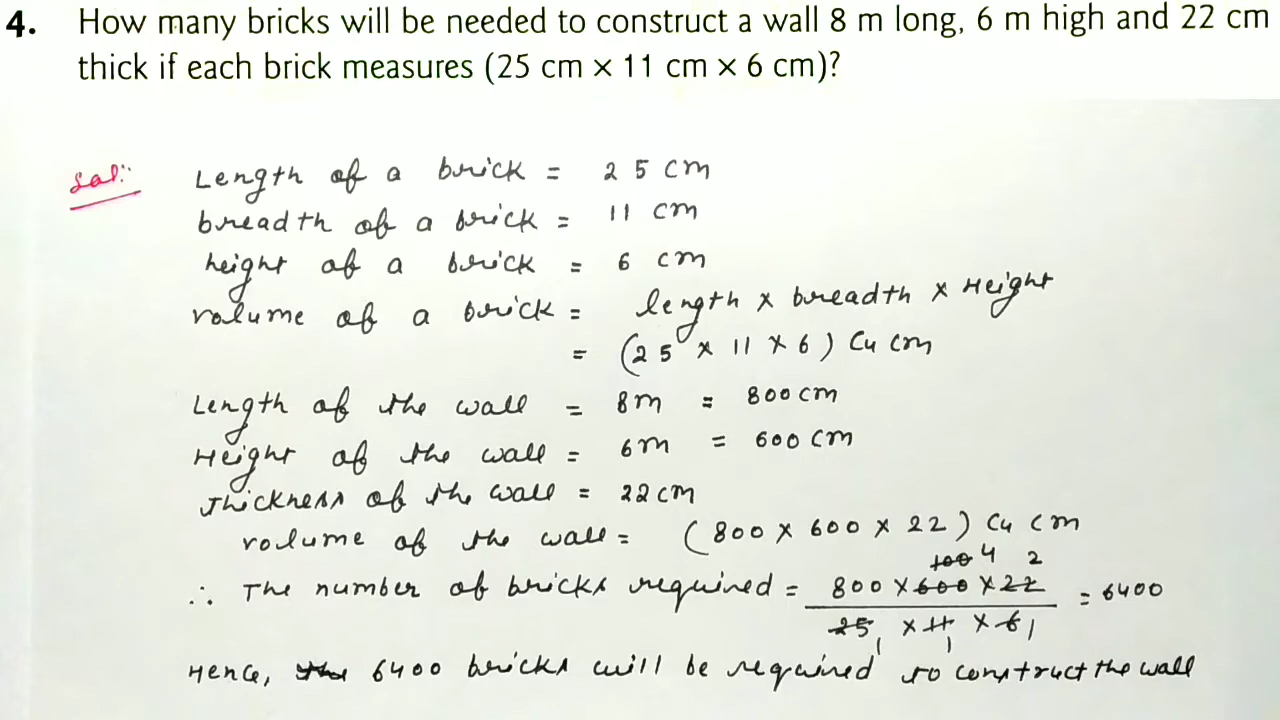 4. How many bricks will be needed to construct a wall 8 m long, 6 m high and 22 cm
thick if each brick measures (25 cm × 11 cm × 6 cm)?
Sol:
Length of a brick = 25 cm
breadth of a brick = 11 cm
height of a brick = 6 cm
volume of a brick = length × breadth × Height
= (25 × 11 × 6) Cu cm
Length of the wall = 8m = 800 cm
Height of the wall = 6m = 600 cm
Thickness of the wall = 22 cm
volume of the wall = (800 × 600 × 22) Cu cm
100 4 2
∴ The number of bricks required = 800 × 600 × 22 = 6400
25 × 11 × 6
1 1 1
Hence, the 6400 bricks will be required to construct the wall